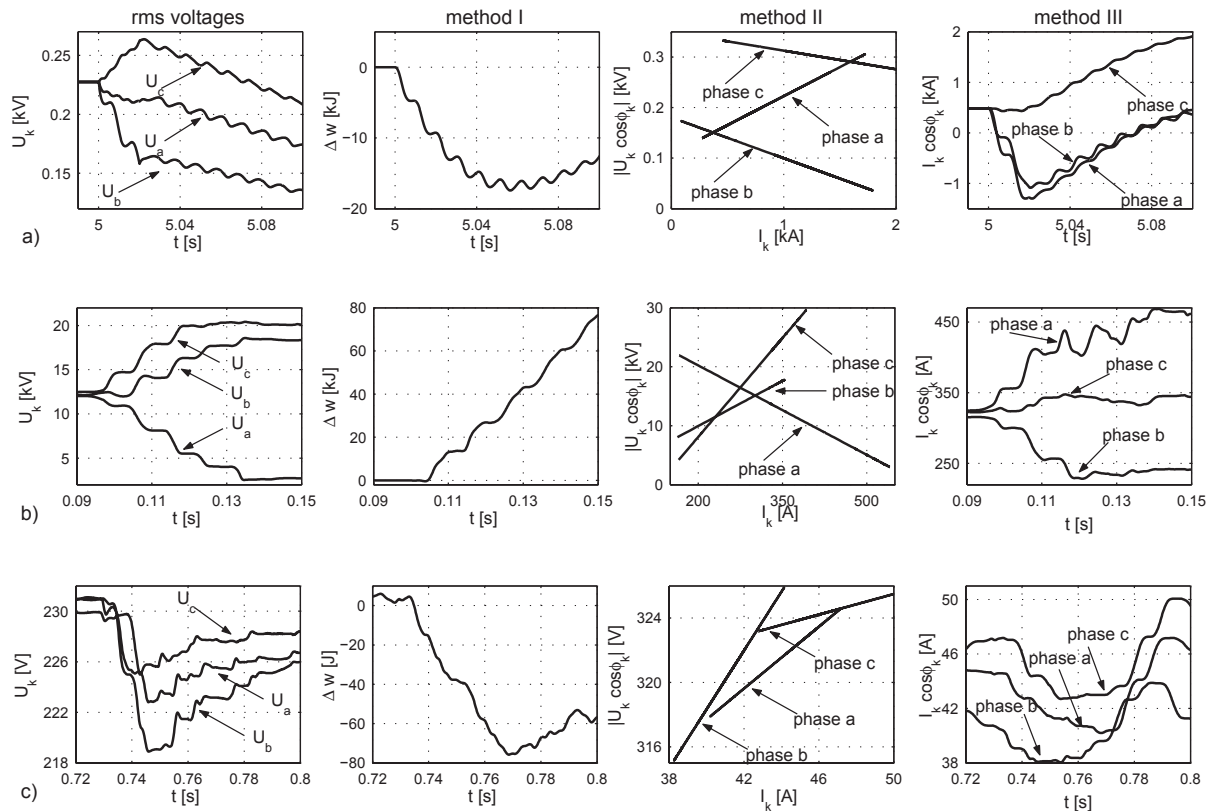 rms voltages
method I
method II
method III
U_k [kV]
0.25
0.2
0.15
U_c
U_a
U_b
5
5.04
5.08
t [s]
Δ w [kJ]
0
−10
−20
5
5.04
5.08
t [s]
|U_k cosϕ_k| [kV]
0.3
0.2
0.1
0
phase c
phase a
phase b
0
1
2
I_k [kA]
I_k cosϕ_k [kA]
2
1
0
−1
phase c
phase b
phase a
5
5.04
5.08
t [s]
a)
U_k [kV]
20
15
10
5
U_c
U_b
U_a
0.09
0.11
0.13
0.15
t [s]
Δ w [kJ]
80
60
40
20
0
0.09
0.11
0.13
0.15
t [s]
|U_k cosϕ_k| [kV]
30
20
10
0
phase c
phase b
phase a
200
350
500
I_k [A]
I_k cosϕ_k [A]
450
350
250
phase a
phase c
phase b
0.09
0.11
0.13
0.15
t [s]
b)
U_k [V]
230
226
221
218
U_c
U_a
U_b
0.72
0.74
0.76
0.78
0.8
t [s]
Δ w [J]
0
−20
−40
−60
−80
0.72
0.74
0.76
0.78
0.8
t [s]
|U_k cosϕ_k| [V]
324
320
316
phase c
phase a
phase b
38
42
46
50
I_k [A]
I_k cosϕ_k [A]
50
46
42
38
phase c
phase a
phase b
0.72
0.74
0.76
0.78
0.8
t [s]
c)